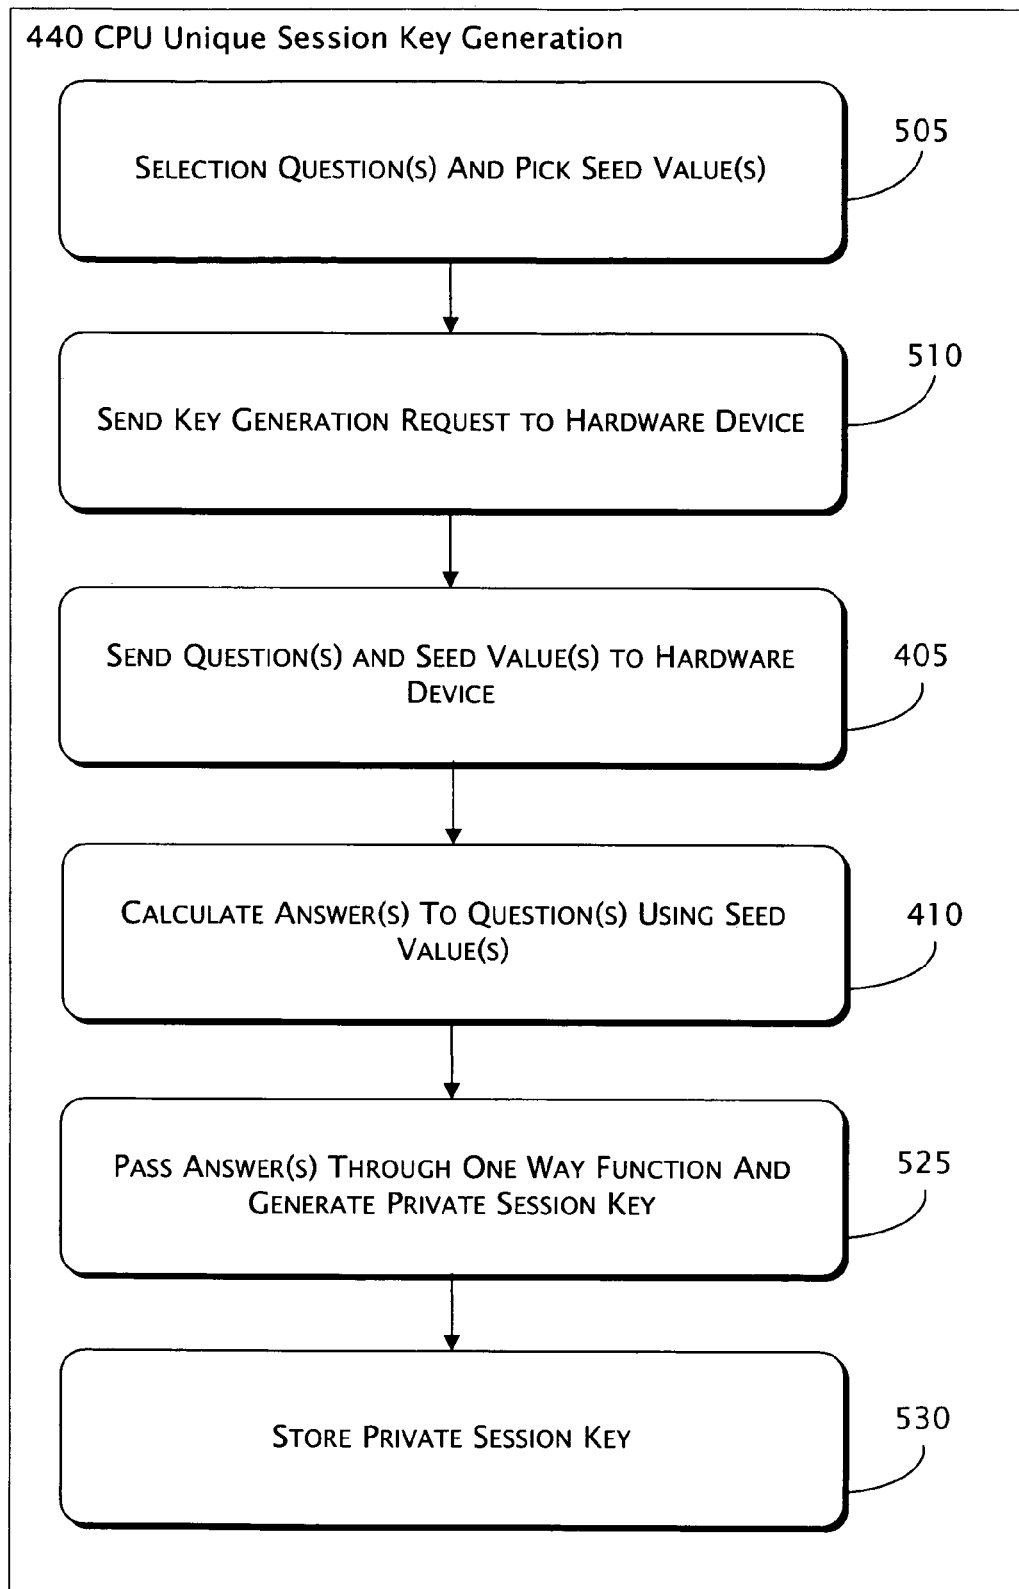 440 CPU Unique Session Key Generation
505
SELECTION QUESTION(S) AND PICK SEED VALUE(S)
510
SEND KEY GENERATION REQUEST TO HARDWARE DEVICE
405
SEND QUESTION(S) AND SEED VALUE(S) TO HARDWARE
DEVICE
410
CALCULATE ANSWER(S) TO QUESTION(S) USING SEED
VALUE(S)
525
PASS ANSWER(S) THROUGH ONE WAY FUNCTION AND
GENERATE PRIVATE SESSION KEY
530
STORE PRIVATE SESSION KEY